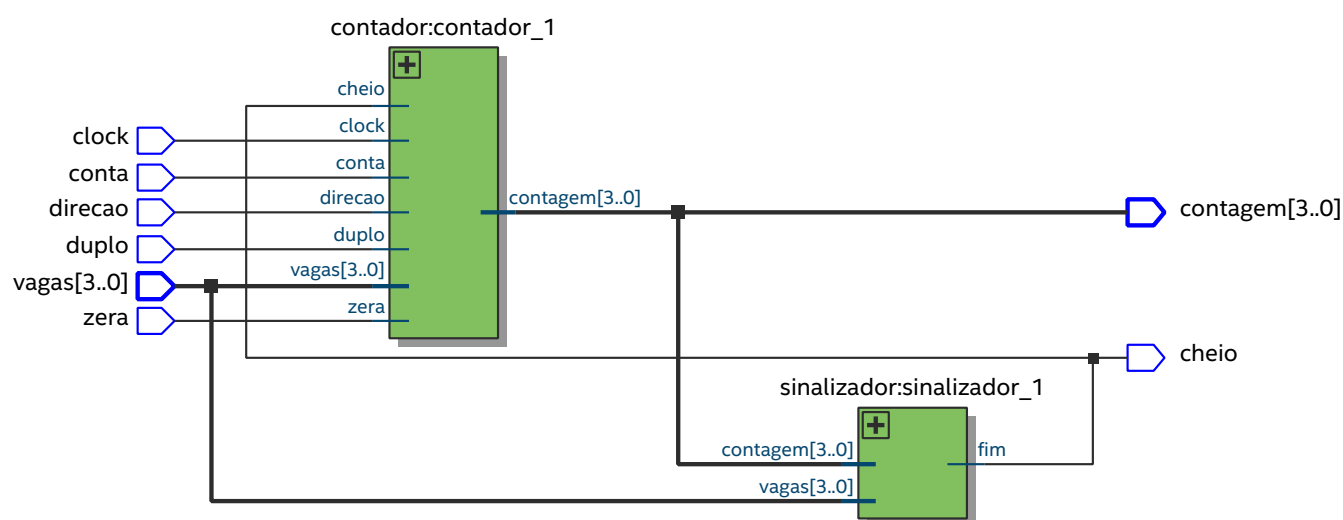 contador:contador_1
cheio
clock
clock
conta
conta
direcao
direcao
contagem[3..0]
contagem[3..0]
duplo
duplo
vagas[3..0]
vagas[3..0]
zera
zera
cheio
sinalizador:sinalizador_1
contagem[3..0]
fim
vagas[3..0]